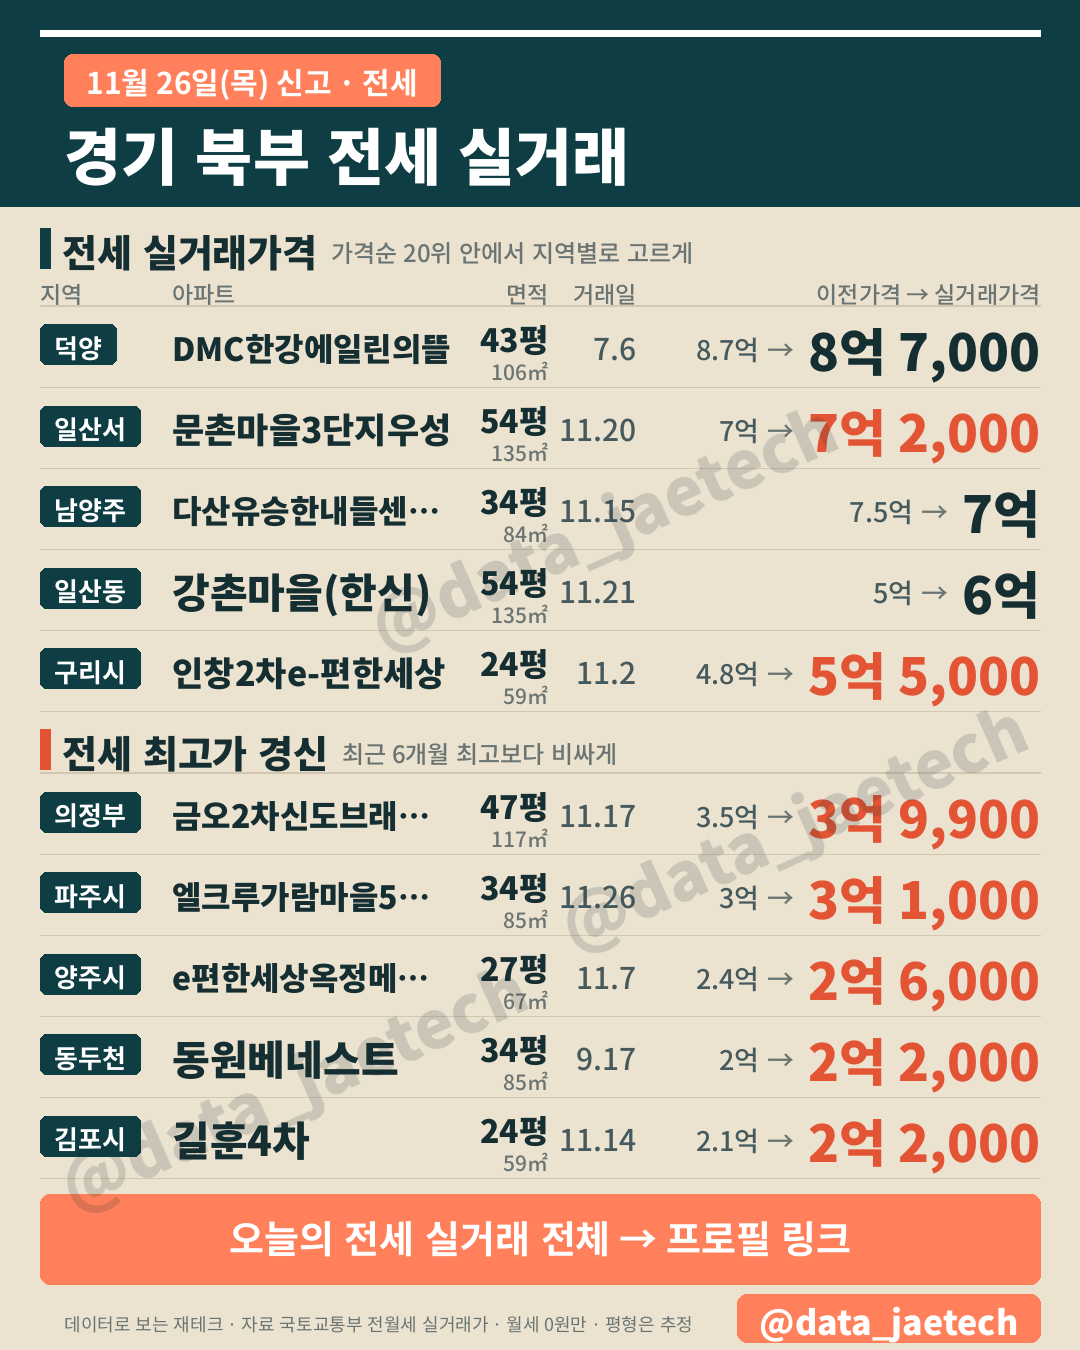 11월 26일(목) 신고 · 전세
경기 북부 전세 실거래
전세 실거래가격 가격순 20위 안에서 지역별로 고르게
지역 아파트 면적 거래일 이전가격 → 실거래가격
덕양 DMC한강에일린의뜰 43평 106㎡ 7.6 8.7억 → 8억 7,000
일산서 문촌마을3단지우성 54평 135㎡ 11.20 7억 → 7억 2,000
남양주 다산유승한내들센… 34평 84㎡ 11.15 7.5억 → 7억
일산동 강촌마을(한신) 54평 135㎡ 11.21 5억 → 6억
구리시 인창2차e-편한세상 24평 59㎡ 11.2 4.8억 → 5억 5,000
전세 최고가 경신 최근 6개월 최고보다 비싸게
의정부 금오2차신도브래… 47평 117㎡ 11.17 3.5억 → 3억 9,900
파주시 엘크루가람마을5… 34평 85㎡ 11.26 3억 → 3억 1,000
양주시 e편한세상옥정메… 27평 67㎡ 11.7 2.4억 → 2억 6,000
동두천 동원베네스트 34평 85㎡ 9.17 2억 → 2억 2,000
김포시 길훈4차 24평 59㎡ 11.14 2.1억 → 2억 2,000
오늘의 전세 실거래 전체 → 프로필 링크
데이터로 보는 재테크 · 자료 국토교통부 전월세 실거래가 · 월세 0원만 · 평형은 추정
@data_jaetech
@data_jaetech
@data_jaetech
@data_jaetech